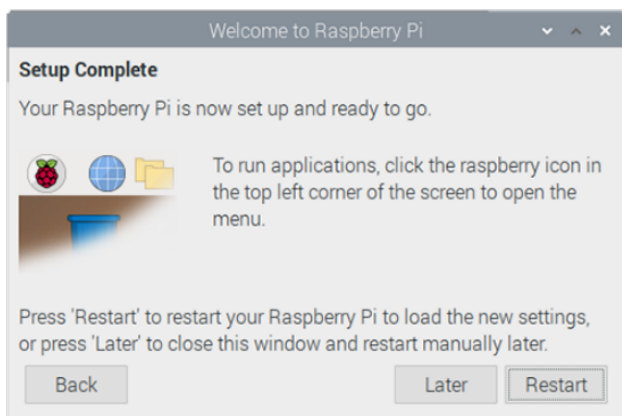 Welcome to Raspberry Pi
Setup Complete
Your Raspberry Pi is now set up and ready to go.
To run applications, click the raspberry icon in
the top left corner of the screen to open the
menu.
Press 'Restart' to restart your Raspberry Pi to load the new settings,
or press 'Later' to close this window and restart manually later.
Back Later Restart